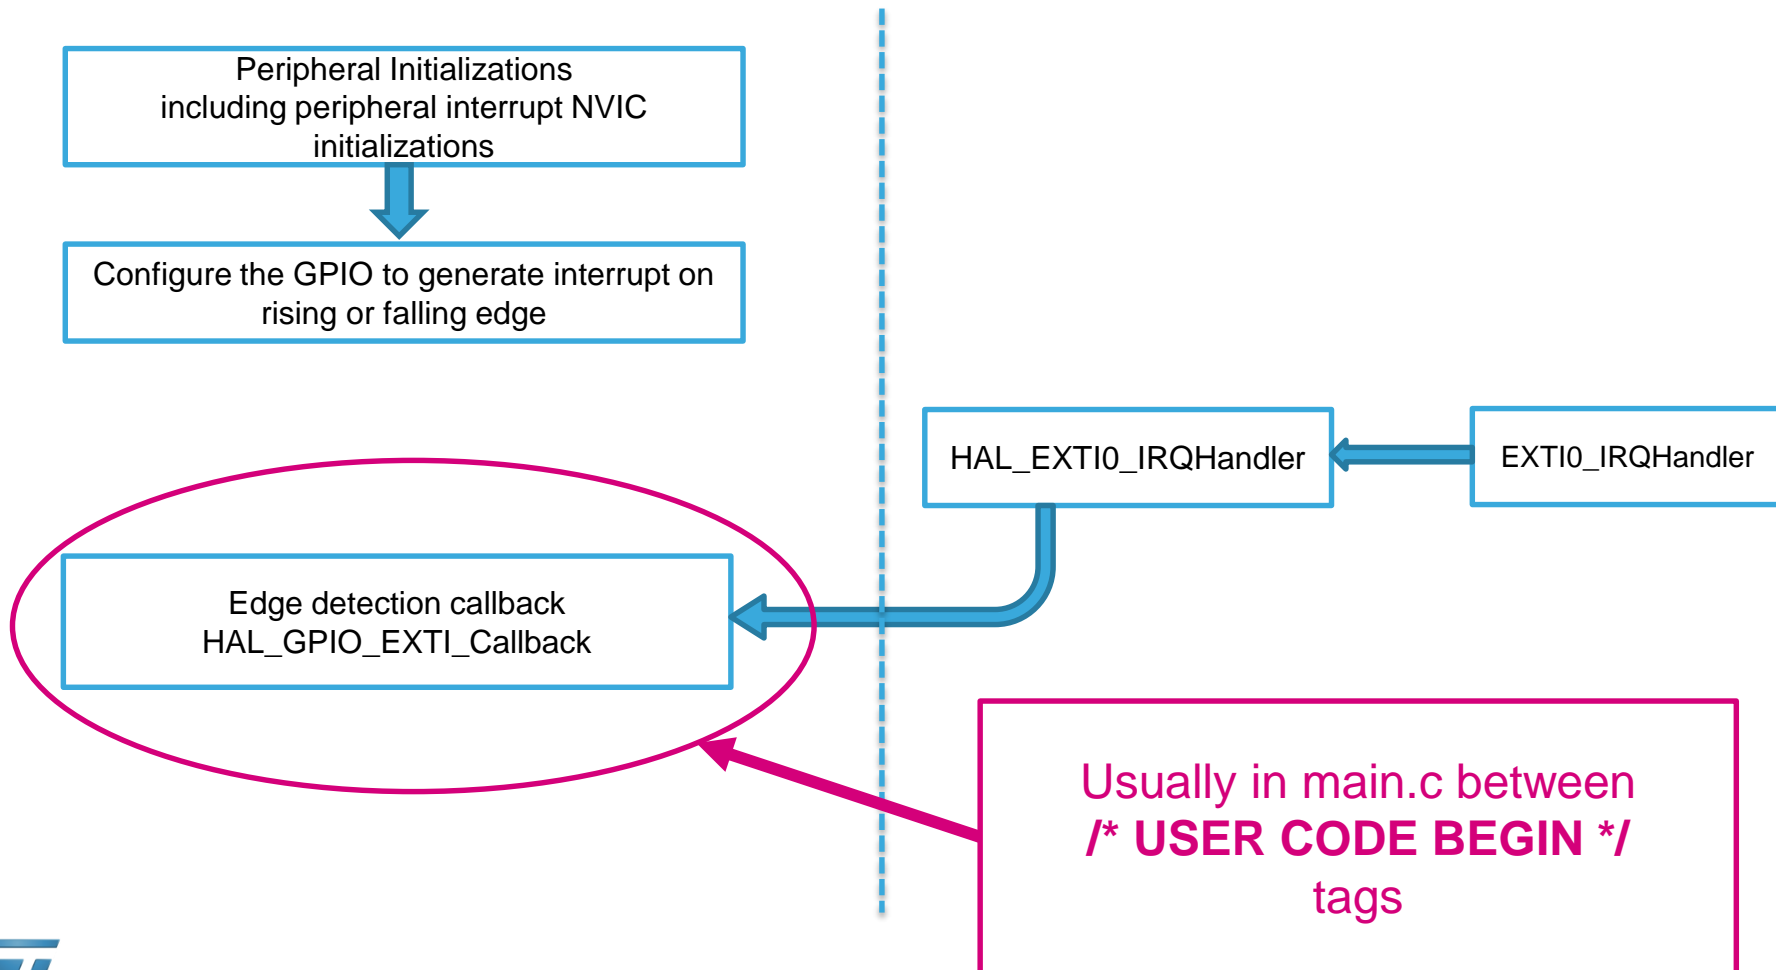 Peripheral Initializations
including peripheral interrupt NVIC
initializations
Configure the GPIO to generate interrupt on
rising or falling edge
HAL_EXTI0_IRQHandler
EXTI0_IRQHandler
Edge detection callback
HAL_GPIO_EXTI_Callback
Usually in main.c between
/* USER CODE BEGIN */
tags